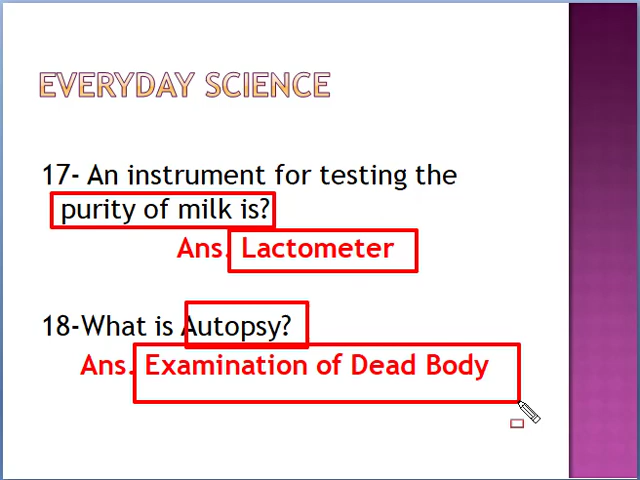 EVERYDAY SCIENCE
17- An instrument for testing the
purity of milk is?
Ans. Lactometer
18-What is Autopsy?
Ans. Examination of Dead Body